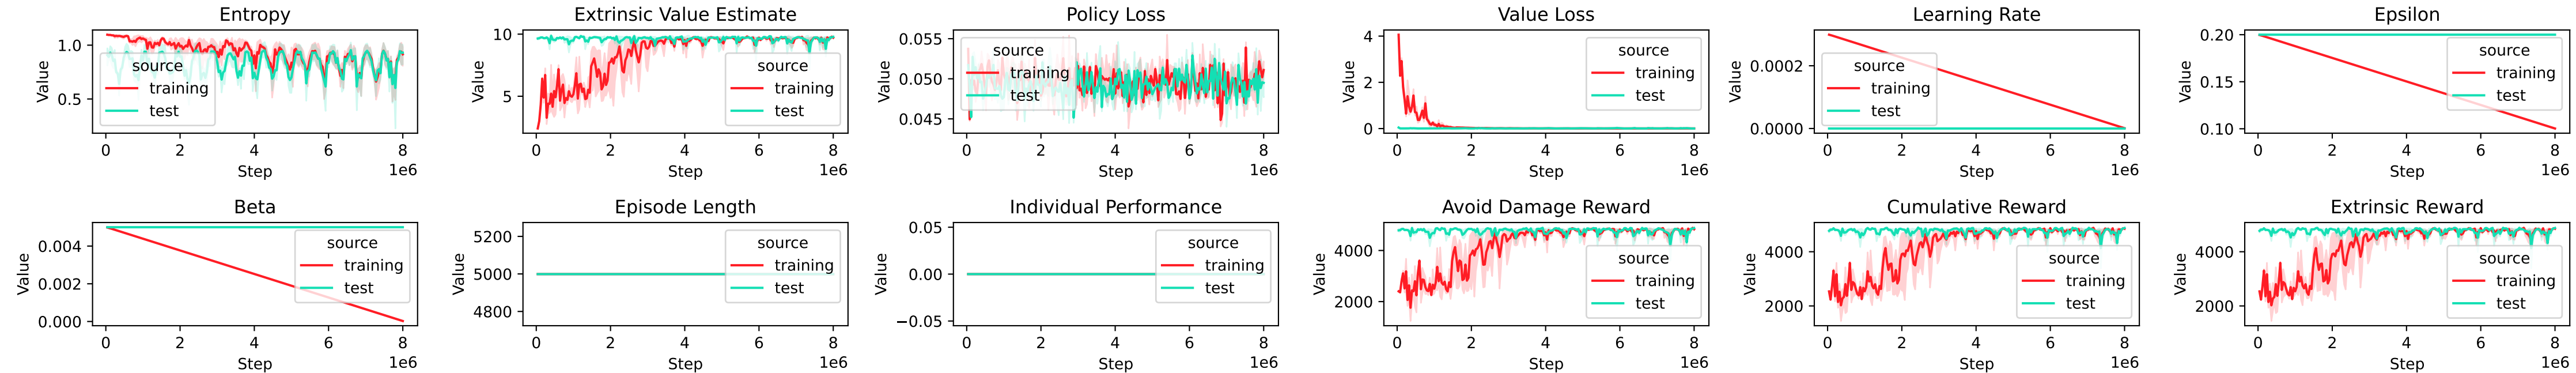 Entropy
Extrinsic Value Estimate
Policy Loss
Value Loss
Learning Rate
Epsilon
Value
1.0
0.5
source
training
test
0 2 4 6 8
Step
1e6
Value
10
5
source
training
test
0 2 4 6 8
Step
1e6
Value
0.055
0.050
0.045
source
training
test
0 2 4 6 8
Step
1e6
Value
4
2
0
source
training
test
0 2 4 6 8
Step
1e6
Value
0.0002
0.0000
source
training
test
0 2 4 6 8
Step
1e6
Value
0.20
0.15
0.10
source
training
test
0 2 4 6 8
Step
1e6
Beta
Episode Length
Individual Performance
Avoid Damage Reward
Cumulative Reward
Extrinsic Reward
Value
0.004
0.002
0.000
source
training
test
0 2 4 6 8
Step
1e6
Value
5200
5000
4800
source
training
test
0 2 4 6 8
Step
1e6
Value
0.05
0.00
−0.05
source
training
test
0 2 4 6 8
Step
1e6
Value
4000
2000
source
training
test
0 2 4 6 8
Step
1e6
Value
4000
2000
source
training
test
0 2 4 6 8
Step
1e6
Value
4000
2000
source
training
test
0 2 4 6 8
Step
1e6